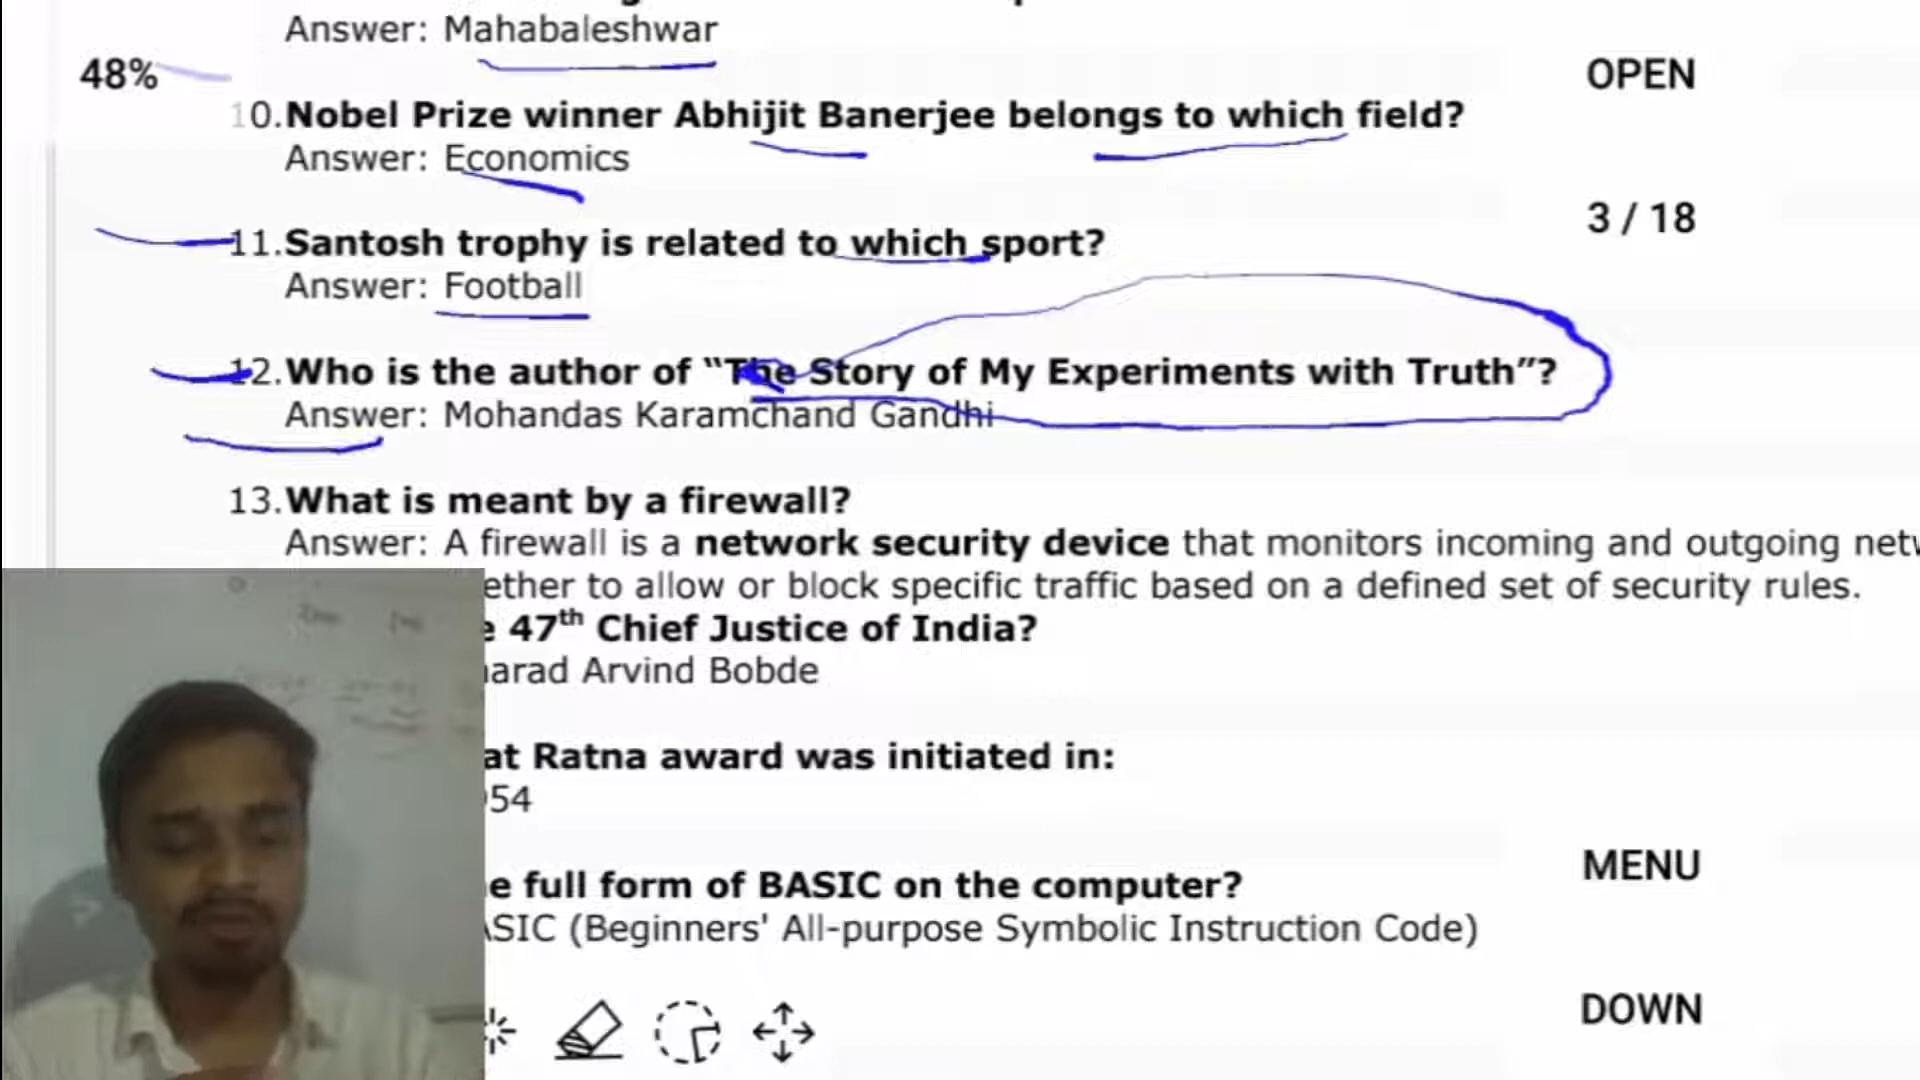 Answer: Mahabaleshwar
48%
OPEN
10.Nobel Prize winner Abhijit Banerjee belongs to which field?
Answer: Economics
3 / 18
11.Santosh trophy is related to which sport?
Answer: Football
12.Who is the author of “The Story of My Experiments with Truth”?
Answer: Mohandas Karamchand Gandhi
13.What is meant by a firewall?
Answer: A firewall is a network security device that monitors incoming and outgoing
ether to allow or block specific traffic based on a defined set of security rules.
47th Chief Justice of India?
arad Arvind Bobde
at Ratna award was initiated in:
54
e full form of BASIC on the computer?
MENU
ASIC (Beginners' All-purpose Symbolic Instruction Code)
DOWN